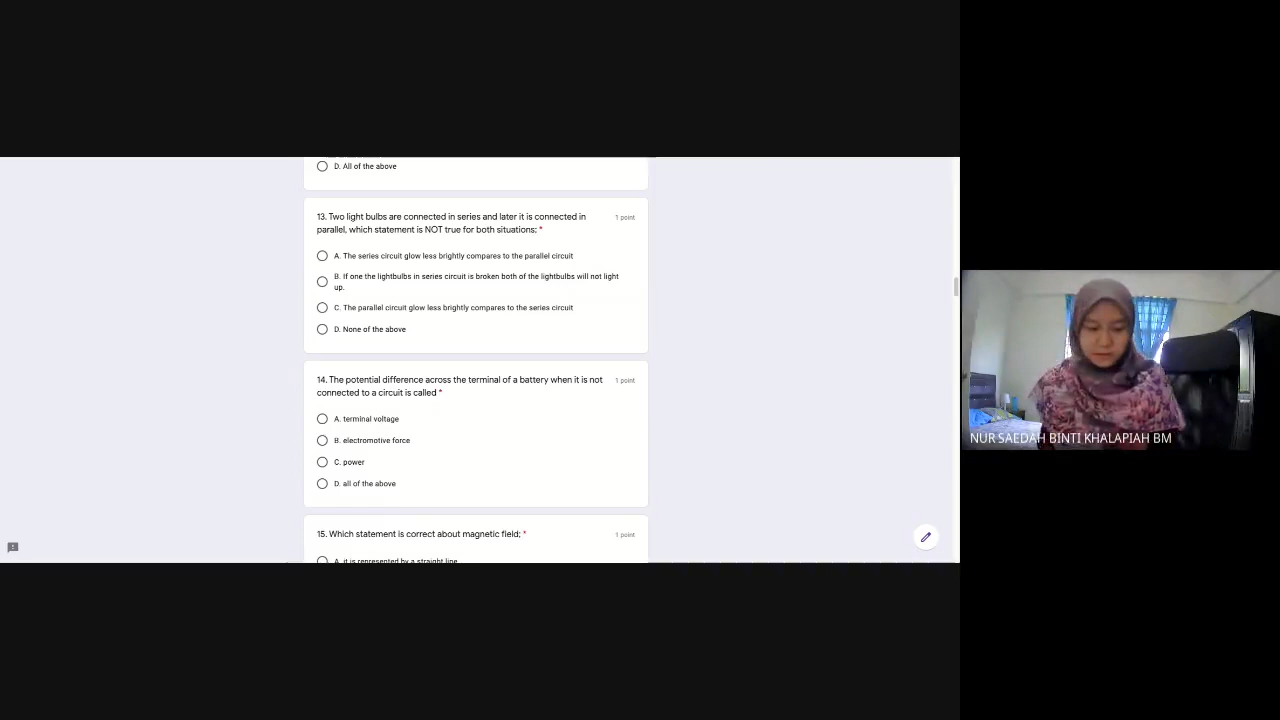 D. All of the above
13. Two light bulbs are connected in series and later it is connected in
1 point
parallel, which statement is NOT true for both situations; *
A. The series circuit glow less brightly compares to the parallel circuit
B. If one the lightbulbs in series circuit is broken both of the lightbulbs will not light
up.
C. The parallel circuit glow less brightly compares to the series circuit
D. None of the above
14. The potential difference across the terminal of a battery when it is not
1 point
connected to a circuit is called *
A. terminal voltage
B. electromotive force
C. power
D. all of the above
15. Which statement is correct about magnetic field; *
1 point
A. it is represented by a straight line
NUR SAEDAH BINTI KHALAPIAH BM